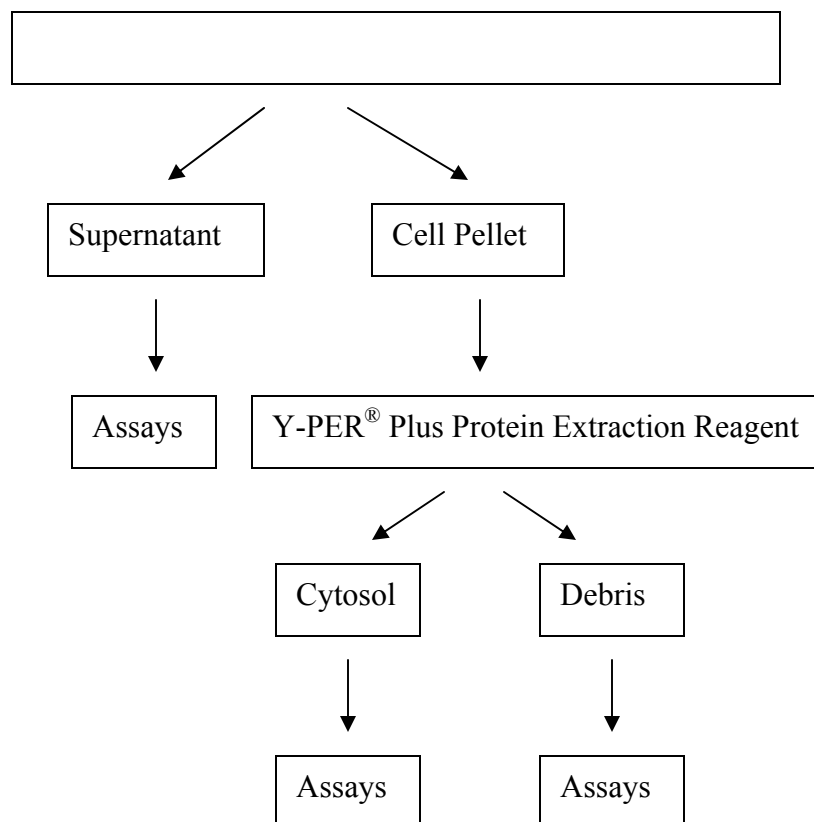 Supernatant
Cell Pellet
Assays
Y-PER® Plus Protein Extraction Reagent
Cytosol
Debris
Assays
Assays